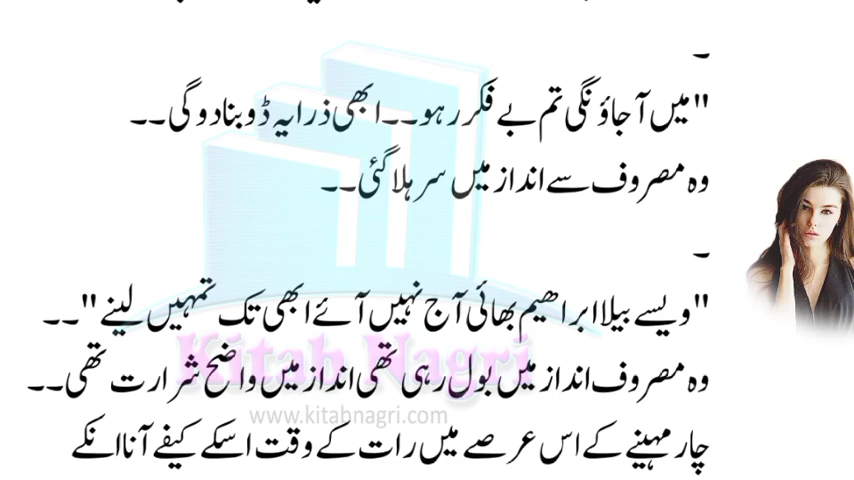 ۔
"میں آجاؤنگی تم بے فکر رہو۔۔ابھی ذرا یہ ڈو بنا دو گی۔۔
وہ مصروف سے انداز میں سر ہلا گئی۔۔
۔
"ویسے بیلا ابراھیم بھائی آج نہیں آئے ابھی تک تمہیں لینے"۔۔
وہ مصروف انداز میں بول رہی تھی انداز میں واضح شرارت تھی۔۔
Kitab Nagri
www.kitabnagri.com
چار مہینے کے اس عرصے میں رات کے وقت اسکے کیفے آنا انکے